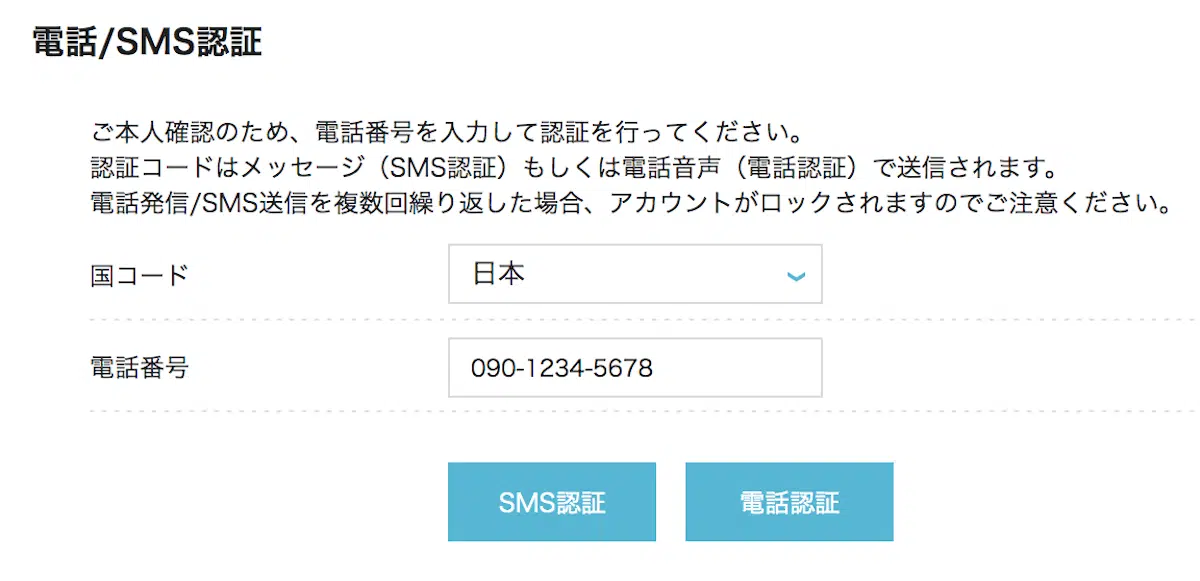 電話/SMS認証
ご本人確認のため、電話番号を入力して認証を行ってください。
認証コードはメッセージ（SMS認証）もしくは電話音声（電話認証）で送信されます。
電話発信/SMS送信を複数回繰り返した場合、アカウントがロックされますのでご注意ください。
国コード 日本
電話番号 090-1234-5678
SMS認証 電話認証